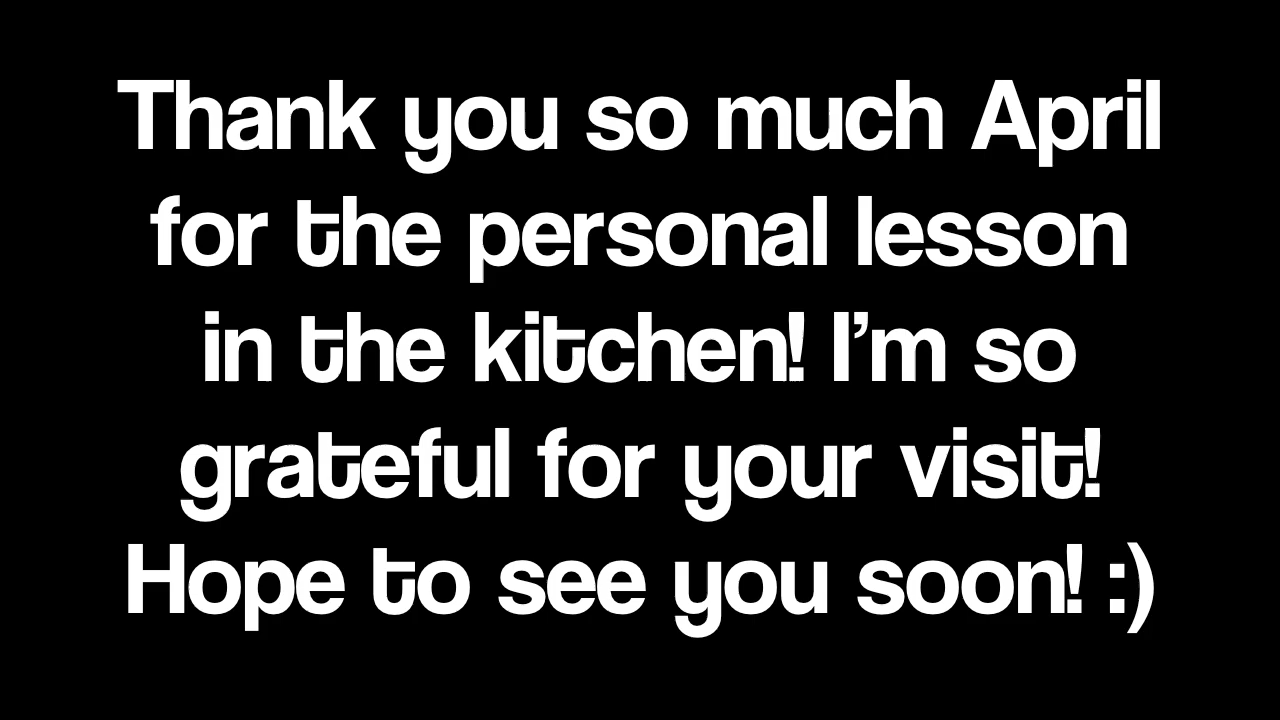 Thank you so much April
for the personal lesson
in the kitchen! I’m so
grateful for your visit!
Hope to see you soon! :)